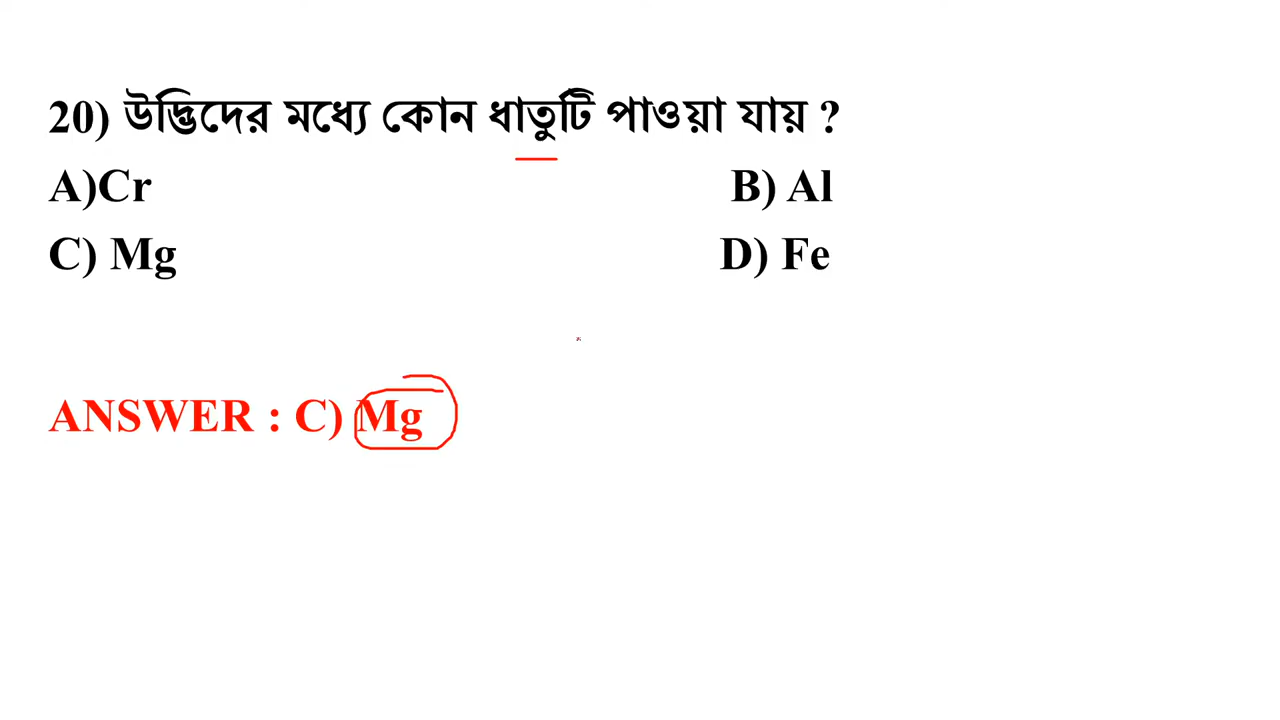 20) উদ্ভিদের মধ্যে কোন ধাতুটি পাওয়া যায় ?
A)Cr B) Al
C) Mg D) Fe
ANSWER : C) Mg